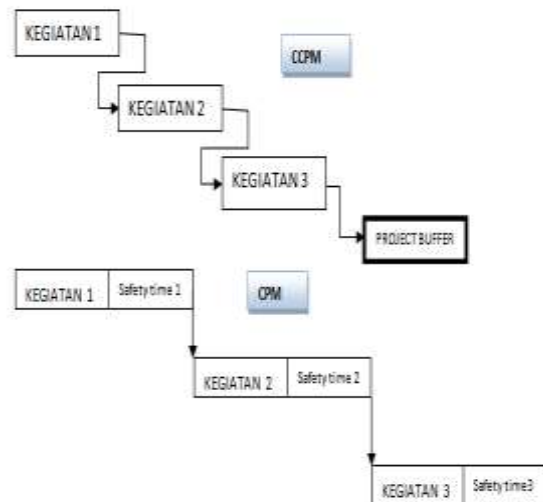 KEGIATAN 1
CCPM
KEGIATAN 2
KEGIATAN 3
PROJECT BUFFER
KEGIATAN 1 Safety time 1
CPM
KEGIATAN 2 Safety time 2
KEGIATAN 3 Safety time3